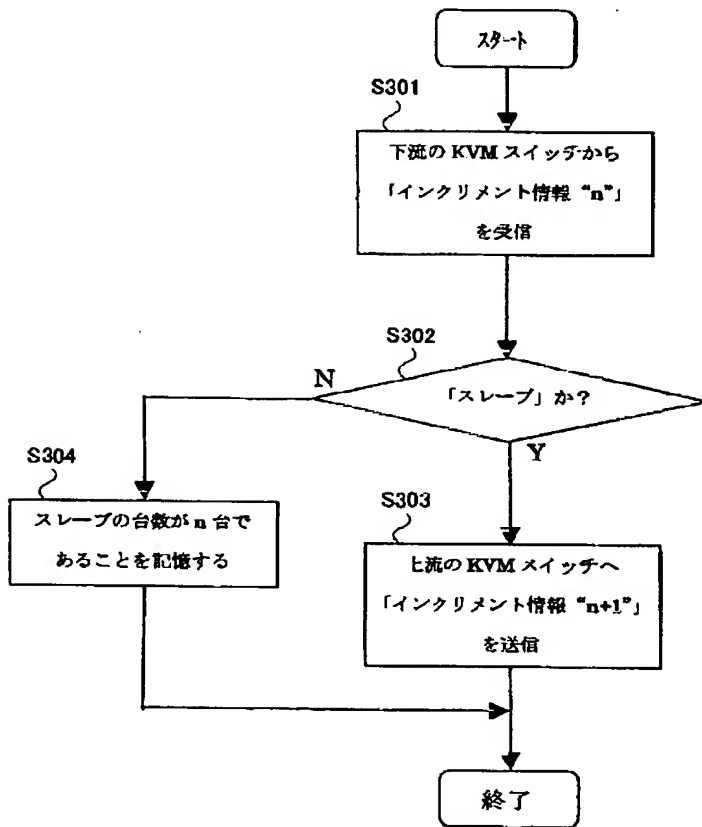 スタート
S301
下流の KVM スイッチから
「インクリメント情報 “n”」
を受信
S302
N
「スレーブ」か?
Y
S304
スレーブの台数が n 台で
あることを記憶する
S303
上流の KVM スイッチへ
「インクリメント情報 “n+1”」
を送信
終了